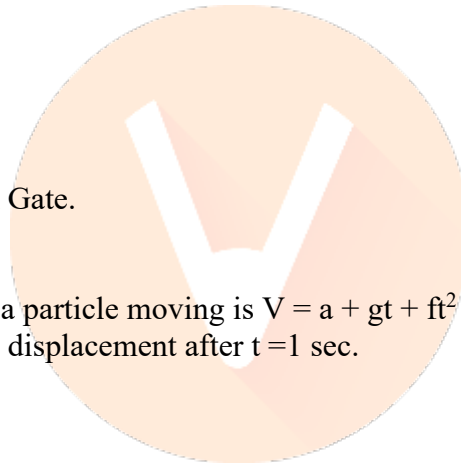 Gate.
a particle moving is V = a + gt + ft²
displacement after t =1 sec.